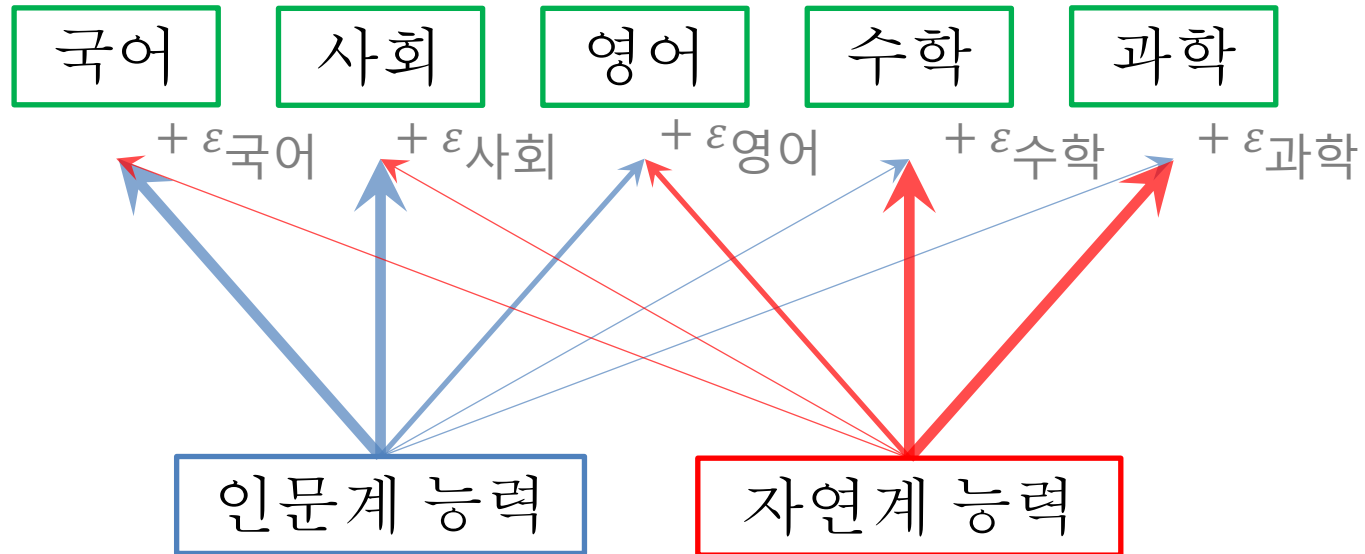 국어 사회 영어 수학 과학
+ ε국어 + ε사회 + ε영어 + ε수학 + ε과학
인문계 능력 자연계 능력